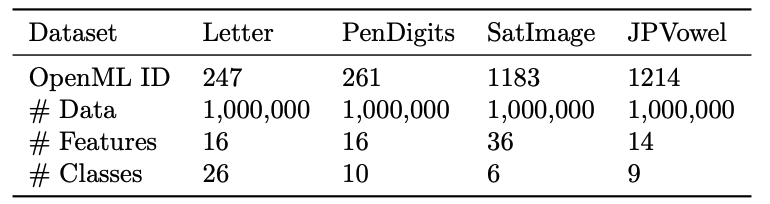 Dataset Letter PenDigits SatImage JPVowel
OpenML ID 247 261 1183 1214
# Data 1,000,000 1,000,000 1,000,000 1,000,000
# Features 16 16 36 14
# Classes 26 10 6 9